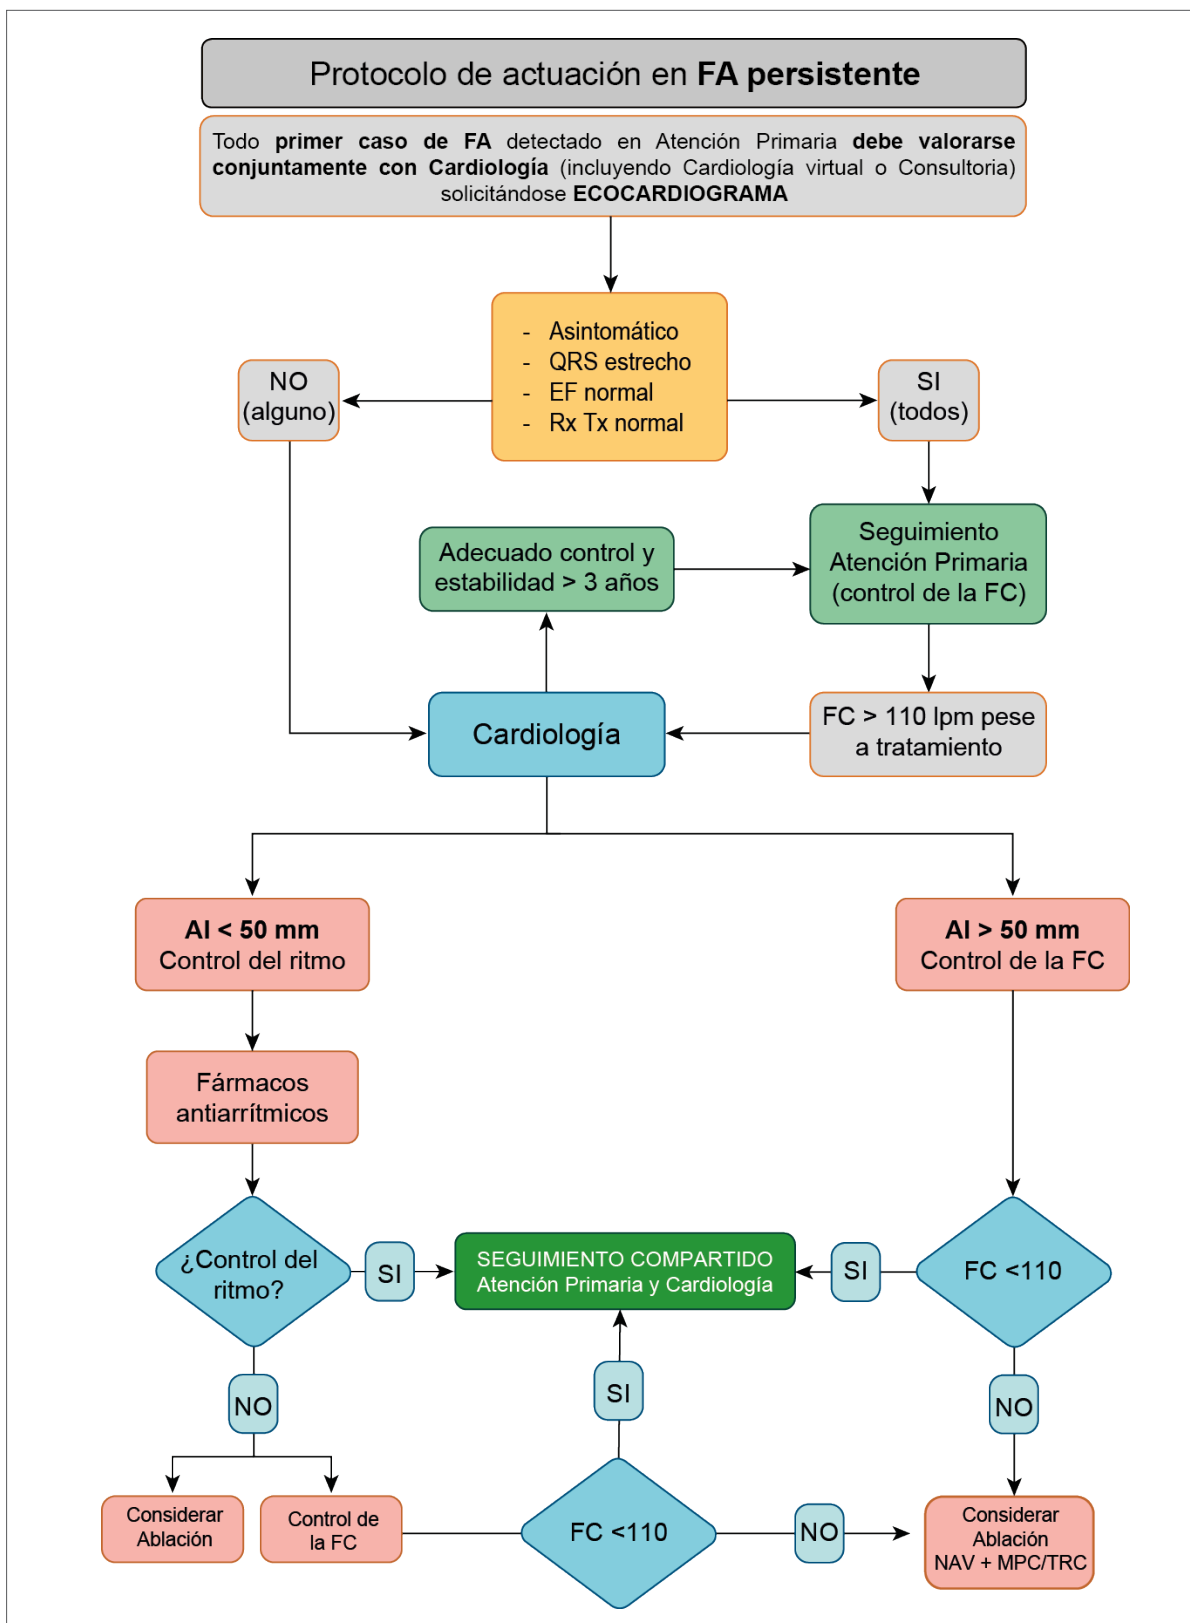 Protocolo de actuación en FA persistente
Todo primer caso de FA detectado en Atención Primaria debe valorarse
conjuntamente con Cardiología (incluyendo Cardiología virtual o Consultoria)
solicitándose ECOCARDIOGRAMA
- Asintomático
- QRS estrecho
- EF normal
- Rx Tx normal
NO
(alguno)
SI
(todos)
Adecuado control y
estabilidad > 3 años
Seguimiento
Atención Primaria
(control de la FC)
Cardiología
FC > 110 lpm pese
a tratamiento
AI < 50 mm
Control del ritmo
AI > 50 mm
Control de la FC
Fármacos
antiarrítmicos
¿Control del
ritmo?
SI
SEGUIMIENTO COMPARTIDO
Atención Primaria y Cardiología
SI
FC <110
NO
SI
NO
Considerar
Ablación
Control de
la FC
FC <110
NO
Considerar
Ablación
NAV + MPC/TRC